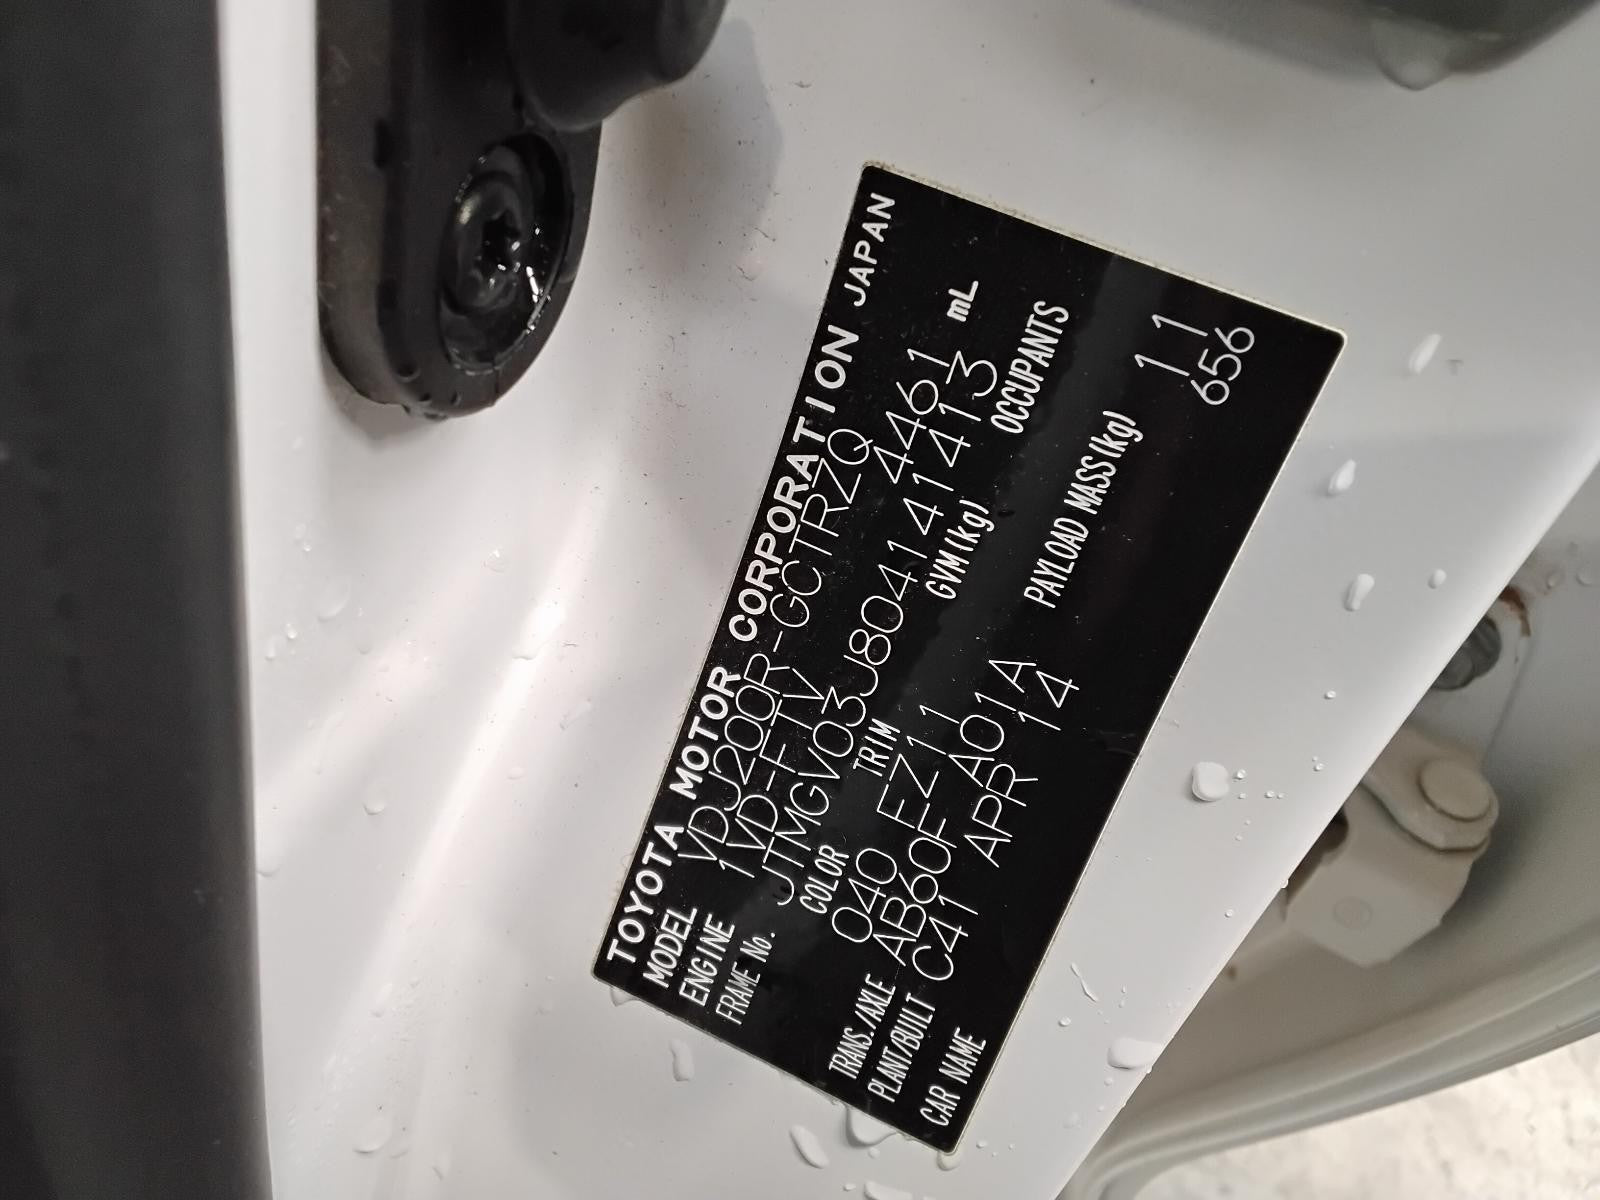 TOYOTA MOTOR CORPORATION JAPAN
MODEL VDJ200R-GCTRZQ
ENGINE 1VD-FTV 4461 mL
FRAME No. JTMGV03J804141413
COLOR TRIM GVM(kg) OCCUPANTS
040 FZ11
TRANS./AXLE AB60F A01A PAYLOAD MASS(kg) 11
PLANT/BUILT C41 APR 14 656
CAR NAME